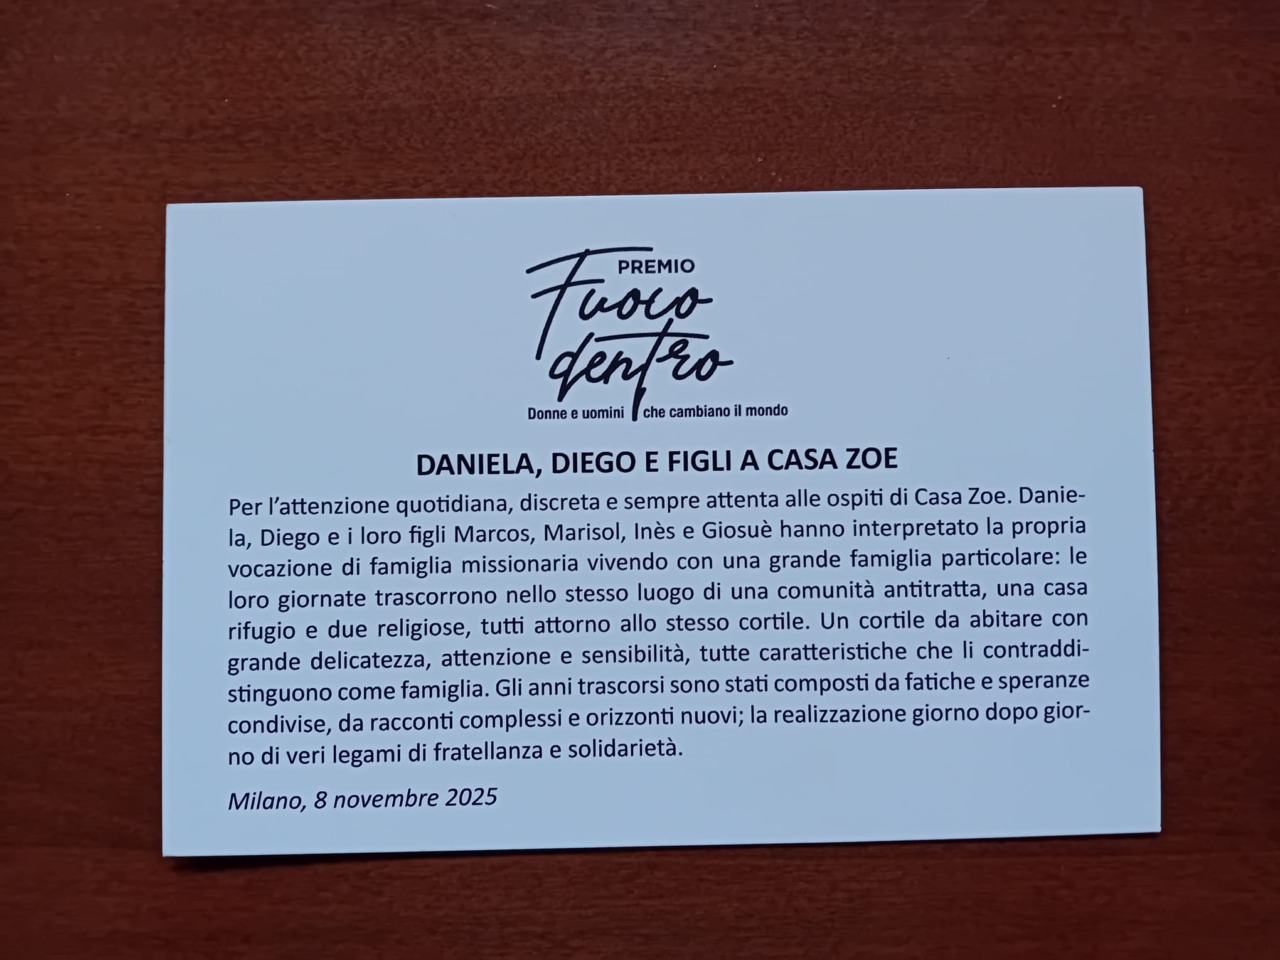 PREMIO
Fuoco
dentro
Donne e uomini che cambiano il mondo
DANIELA, DIEGO E FIGLI A CASA ZOE
Per l'attenzione quotidiana, discreta e sempre attenta alle ospiti di Casa Zoe. Danie-
la, Diego e i loro figli Marcos, Marisol, Inès e Giosuè hanno interpretato la propria
vocazione di famiglia missionaria vivendo con una grande famiglia particolare: le
loro giornate trascorrono nello stesso luogo di una comunità antitratta, una casa
rifugio e due religiose, tutti attorno allo stesso cortile. Un cortile da abitare con
grande delicatezza, attenzione e sensibilità, tutte caratteristiche che li contraddi-
stinguono come famiglia. Gli anni trascorsi sono stati composti da fatiche e speranze
condivise, da racconti complessi e orizzonti nuovi; la realizzazione giorno dopo gior-
no di veri legami di fratellanza e solidarietà.
Milano, 8 novembre 2025